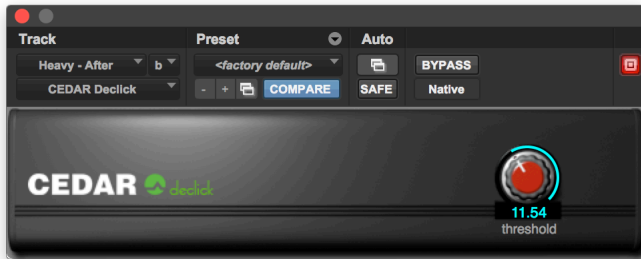 Track Preset Auto
Heavy - After b <factory default> BYPASS
CEDAR Declick - + COMPARE SAFE Native
CEDAR declick
11.54
threshold